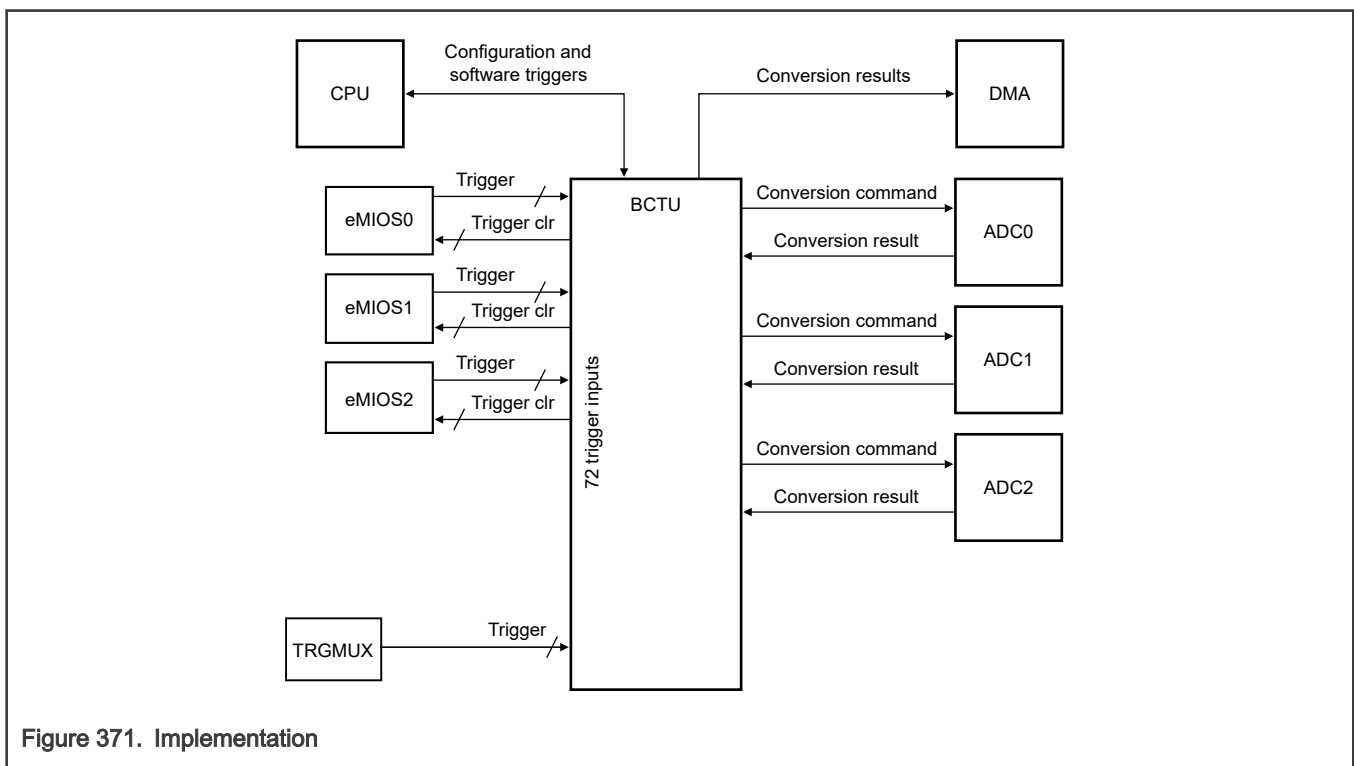 Configuration and
software triggers
Conversion results
CPU
DMA
Trigger
Trigger clr
eMIOS0
BCTU
Conversion command
Conversion result
ADC0
Trigger
Trigger clr
eMIOS1
Conversion command
Conversion result
ADC1
Trigger
Trigger clr
eMIOS2
72 trigger inputs
Conversion command
Conversion result
ADC2
Trigger
TRGMUX
Figure 371. Implementation